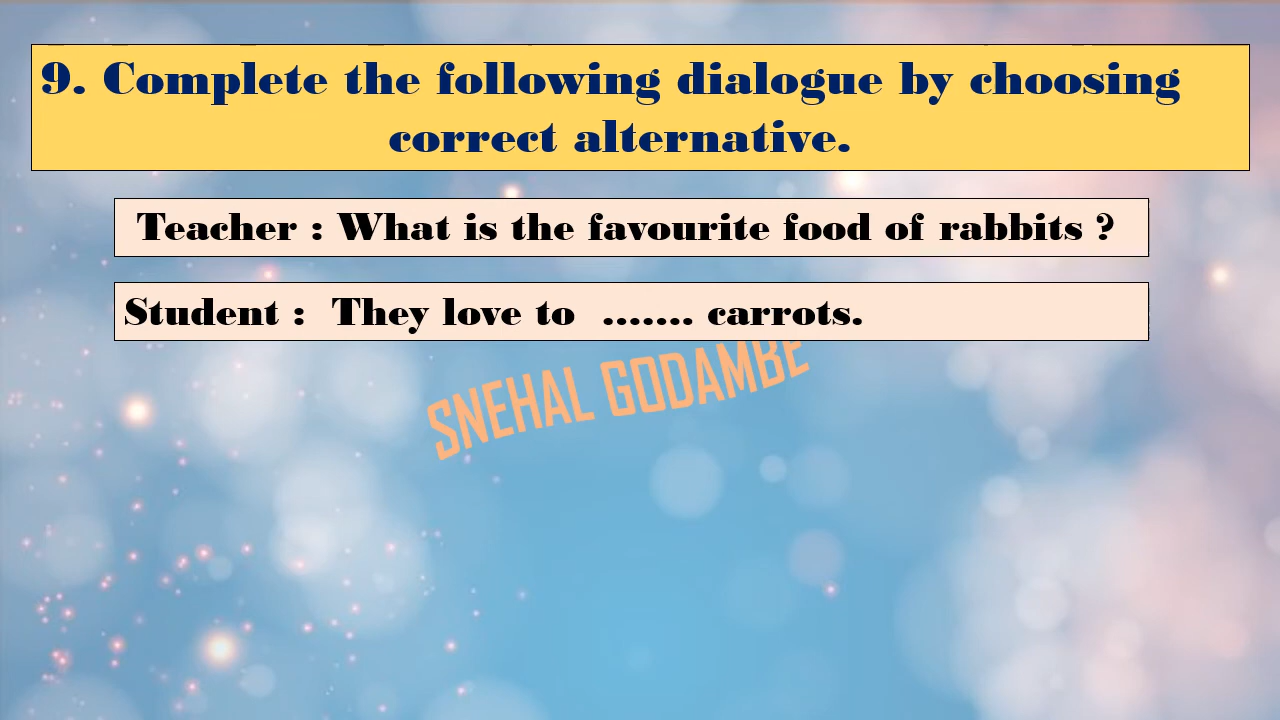 9. Complete the following dialogue by choosing
correct alternative.
Teacher : What is the favourite food of rabbits ?
Student :  They love to  ....... carrots.
SNEHAL GODAMBE